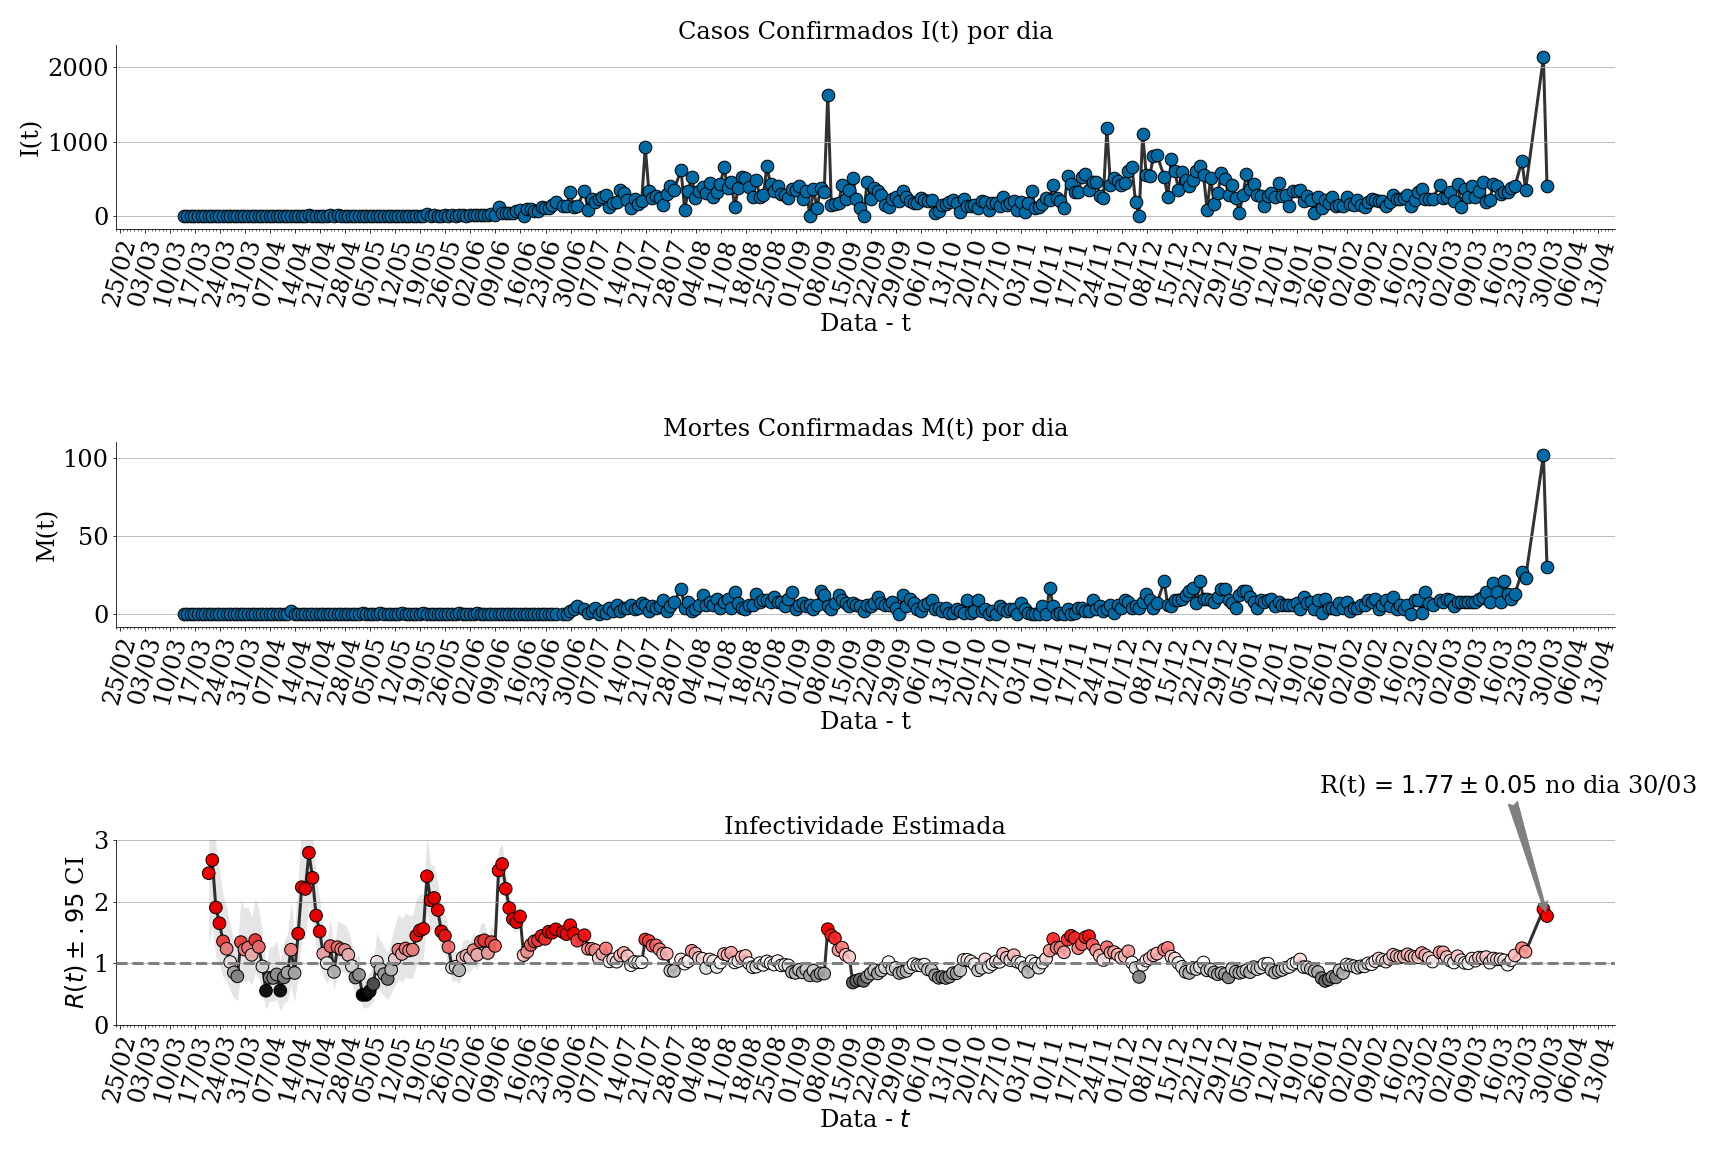 Casos Confirmados I(t) por dia
I(t)
2000
1000
0
25/02 03/03 10/03 17/03 24/03 31/03 07/04 14/04 21/04 28/04 05/05 12/05 19/05 26/05 02/06 09/06 16/06 23/06 30/06 07/07 14/07 21/07 28/07 04/08 11/08 18/08 25/08 01/09 08/09 15/09 22/09 29/09 06/10 13/10 20/10 27/10 03/11 10/11 17/11 24/11 01/12 08/12 15/12 22/12 29/12 05/01 12/01 19/01 26/01 02/02 09/02 16/02 23/02 02/03 09/03 16/03 23/03 30/03 06/04 13/04
Data - t
Mortes Confirmadas M(t) por dia
M(t)
100
50
0
25/02 03/03 10/03 17/03 24/03 31/03 07/04 14/04 21/04 28/04 05/05 12/05 19/05 26/05 02/06 09/06 16/06 23/06 30/06 07/07 14/07 21/07 28/07 04/08 11/08 18/08 25/08 01/09 08/09 15/09 22/09 29/09 06/10 13/10 20/10 27/10 03/11 10/11 17/11 24/11 01/12 08/12 15/12 22/12 29/12 05/01 12/01 19/01 26/01 02/02 09/02 16/02 23/02 02/03 09/03 16/03 23/03 30/03 06/04 13/04
Data - t
R(t) = 1.77 ± 0.05 no dia 30/03
Infectividade Estimada
R(t) ± .95 CI
3
2
1
0
25/02 03/03 10/03 17/03 24/03 31/03 07/04 14/04 21/04 28/04 05/05 12/05 19/05 26/05 02/06 09/06 16/06 23/06 30/06 07/07 14/07 21/07 28/07 04/08 11/08 18/08 25/08 01/09 08/09 15/09 22/09 29/09 06/10 13/10 20/10 27/10 03/11 10/11 17/11 24/11 01/12 08/12 15/12 22/12 29/12 05/01 12/01 19/01 26/01 02/02 09/02 16/02 23/02 02/03 09/03 16/03 23/03 30/03 06/04 13/04
Data - t